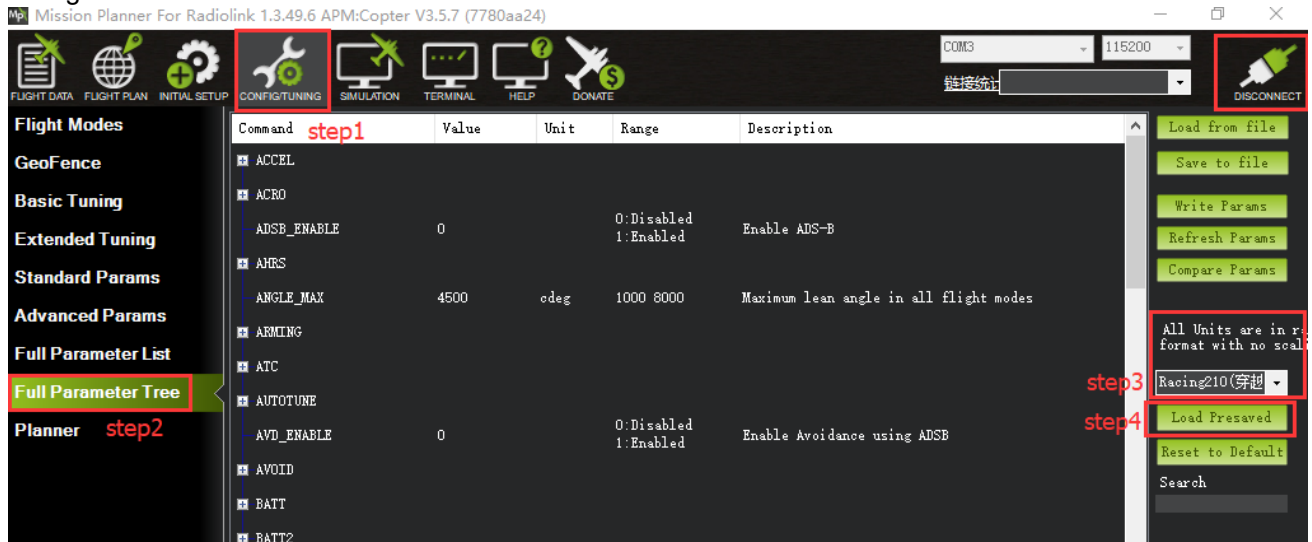 Mission Planner For Radiolink 1.3.49.6 APM:Copter V3.5.7 (7780aa24)
FLIGHT DATA FLIGHT PLAN INITIAL SETUP CONFIG/TUNING SIMULATION TERMINAL HELP DONATE
COM3 115200
链接统计
DISCONNECT
Flight Modes
GeoFence
Basic Tuning
Extended Tuning
Standard Params
Advanced Params
Full Parameter List
Full Parameter Tree
step2
Planner
Command step1 Value Unit Range Description
ACCEL
ACRO
ADSB_ENABLE 0 0:Disabled
1:Enabled Enable ADS-B
AHRS
ANGLE_MAX 4500 cdeg 1000 8000 Maximum lean angle in all flight modes
ARMING
ATC
AUTOTUNE
AVD_ENABLE 0 0:Disabled
1:Enabled Enable Avoidance using ADSB
AVOID
BATT
BATT2
Load from file
Save to file
Write Params
Refresh Params
Compare Params
All Units are in
format with no
step3 Racing210(穿越
step4 Load Presaved
Reset to Default
Search